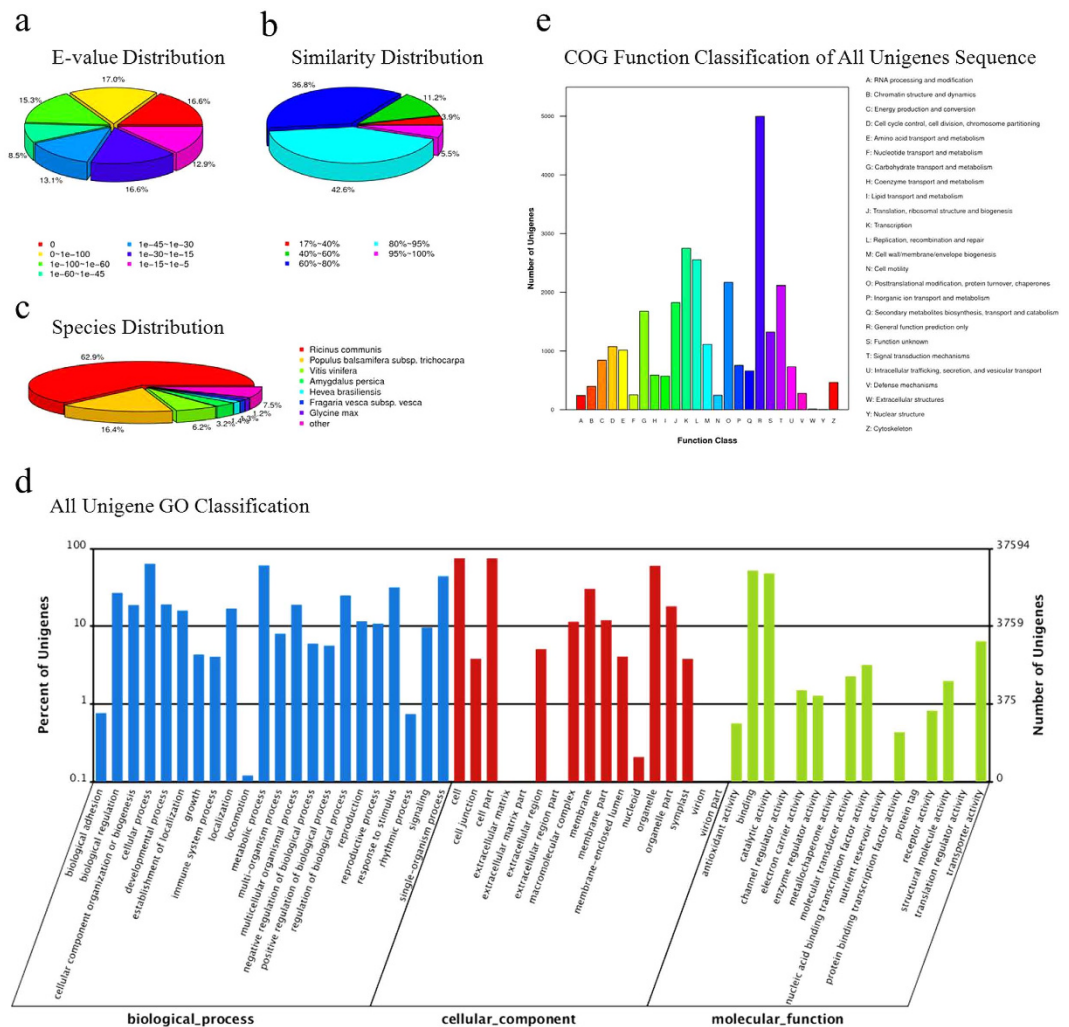 a
E-value Distribution
17.0%
16.6%
15.3%
8.5%
13.1%
16.6%
12.9%
0
0~1e-100
1e-100~1e-60
1e-60~1e-45
1e-45~1e-30
1e-30~1e-15
1e-15~1e-5
b
Similarity Distribution
36.8%
11.2%
3.9%
5.5%
42.6%
17%~40%
40%~60%
60%~80%
80%~95%
95%~100%
c
Species Distribution
62.9%
16.4%
6.2%
3.2%
1.4%
1.3%
1.2%
7.5%
Ricinus communis
Populus balsamifera subsp. trichocarpa
Vitis vinifera
Amygdalus persica
Hevea brasiliensis
Fragaria vesca subsp. vesca
Glycine max
other
e
COG Function Classification of All Unigenes Sequence
Number of Unigenes
5000
4000
3000
2000
1000
0
A B C D E F G H I J K L M N O P Q R S T U V W Y Z
Function Class
A: RNA processing and modification
B: Chromatin structure and dynamics
C: Energy production and conversion
D: Cell cycle control, cell division, chromosome partitioning
E: Amino acid transport and metabolism
F: Nucleotide transport and metabolism
G: Carbohydrate transport and metabolism
H: Coenzyme transport and metabolism
I: Lipid transport and metabolism
J: Translation, ribosomal structure and biogenesis
K: Transcription
L: Replication, recombination and repair
M: Cell wall/membrane/envelope biogenesis
N: Cell motility
O: Posttranslational modification, protein turnover, chaperones
P: Inorganic ion transport and metabolism
Q: Secondary metabolites biosynthesis, transport and catabolism
R: General function prediction only
S: Function unknown
T: Signal transduction mechanisms
U: Intracellular trafficking, secretion, and vesicular transport
V: Defense mechanisms
W: Extracellular structures
Y: Nuclear structure
Z: Cytoskeleton
d
All Unigene GO Classification
Percent of Unigenes
100
10
1
0.1
37594
3759
375
0
Number of Unigenes
biological adhesion
biological regulation
cellular component organization or biogenesis
cellular process
developmental process
establishment of localization
growth
immune system process
localization
locomotion
metabolic process
multi-organism process
multicellular organismal process
negative regulation of biological process
positive regulation of biological process
regulation of biological process
reproduction
reproductive process
response to stimulus
rhythmic process
signaling
single-organism process
cell
cell junction
cell part
extracellular matrix
extracellular matrix part
extracellular region
extracellular region part
macromolecular complex
membrane
membrane part
membrane-enclosed lumen
nucleoid
organelle
organelle part
symplast
virion
virion part
antioxidant activity
binding
catalytic activity
channel regulator activity
electron carrier activity
enzyme regulator activity
metallochaperone activity
molecular transducer activity
nucleic acid binding transcription factor activity
nutrient reservoir activity
protein binding transcription factor activity
protein tag
receptor activity
structural molecule activity
translation regulator activity
transporter activity
biological_process
cellular_component
molecular_function